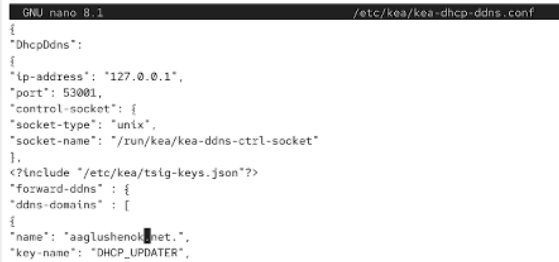 GNU nano 8.1 /etc/kea/kea-dhcp-ddns.conf
{
"DhcpDdns":
{
"ip-address": "127.0.0.1",
"port": 53001,
"control-socket": {
"socket-type": "unix",
"socket-name": "/run/kea/kea-ddns-ctrl-socket"
},
<?include "/etc/kea/tsig-keys.json"?>
"forward-ddns" : {
"ddns-domains" : [
{
"name": "aaglushenok.net.",
"key-name": "DHCP_UPDATER",